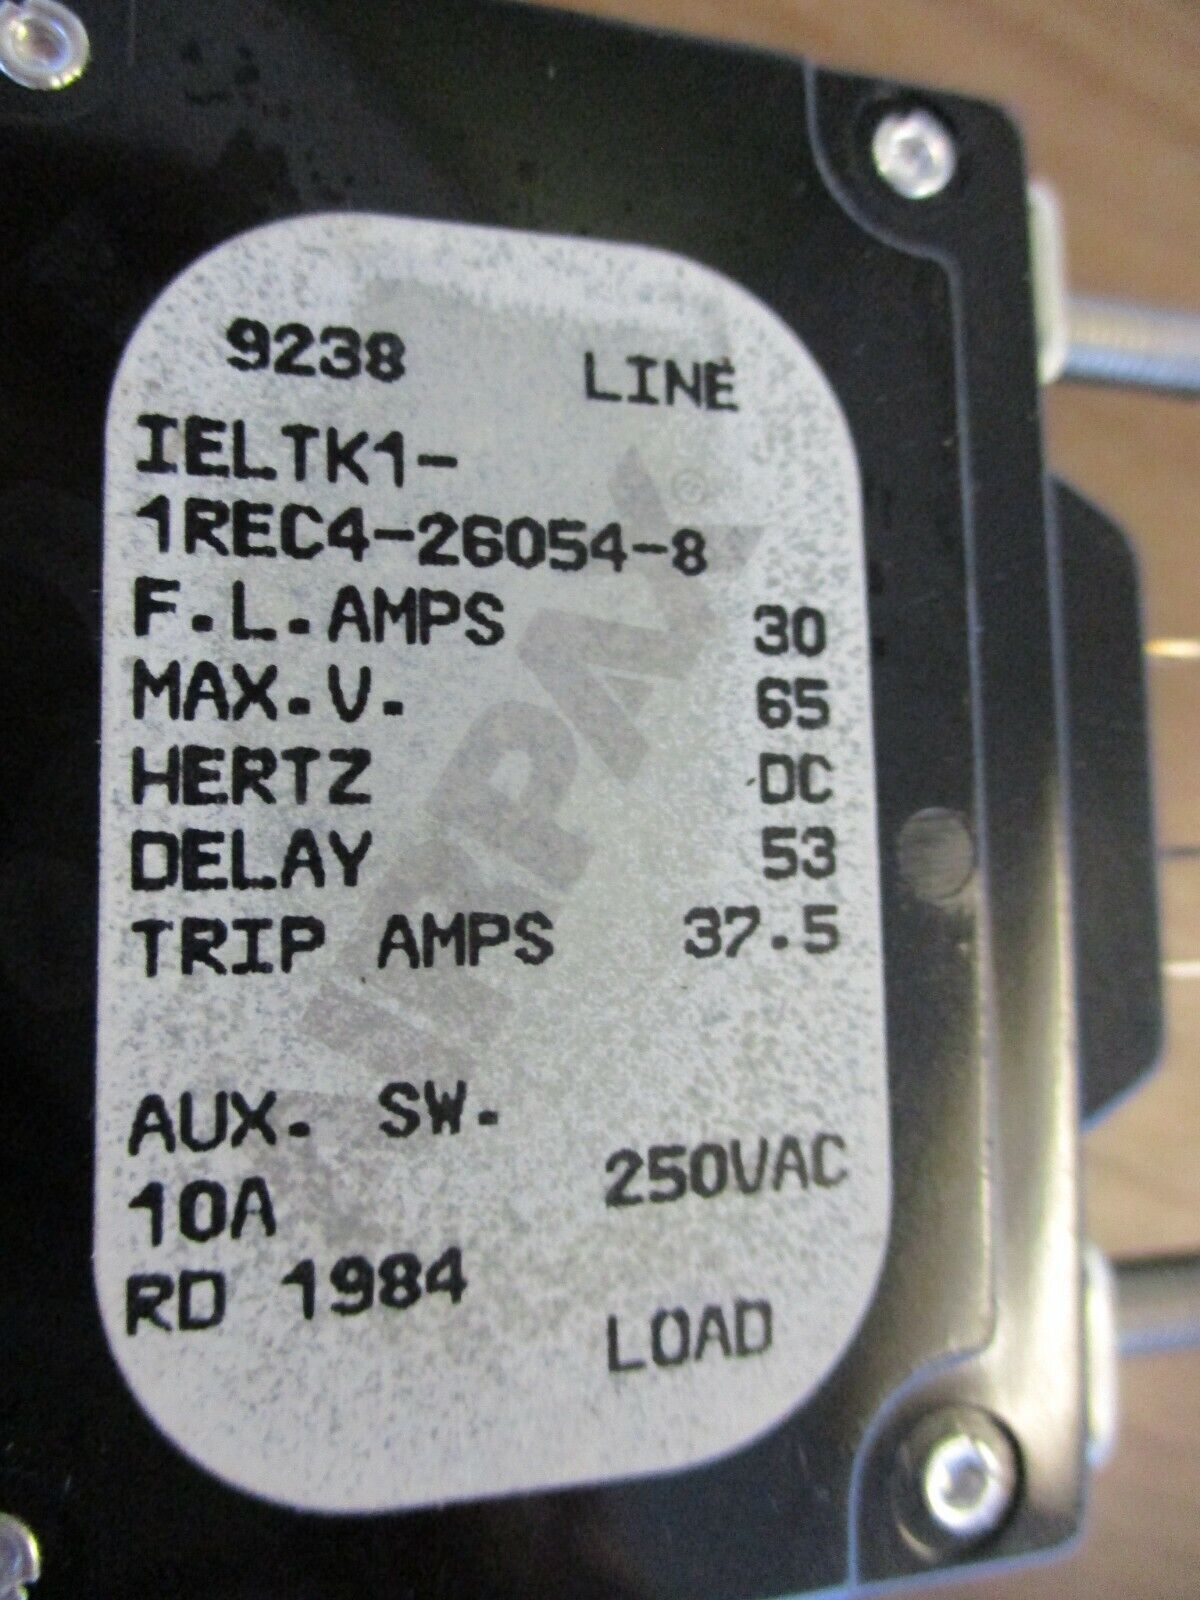 9238 LINE
IELTK1-
1REC4-26054-8
F.L.AMPS 30
MAX.V. 65
HERTZ DC
DELAY 53
TRIP AMPS 37.5
AUX. SW.
10A 250VAC
RD 1984
LOAD
AIRPAX®